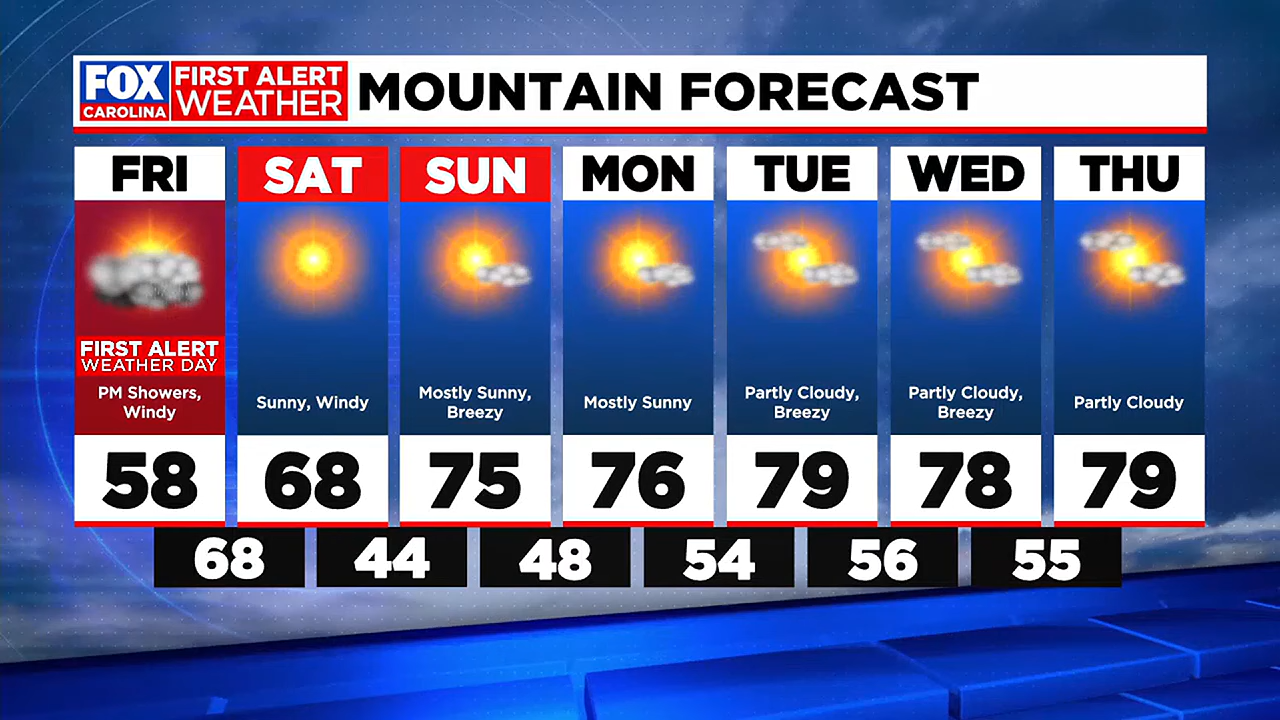 FOX
CAROLINA
FIRST ALERT
WEATHER
MOUNTAIN FORECAST
FRI
SAT
SUN
MON
TUE
WED
THU
FIRST ALERT
WEATHER DAY
PM Showers,
Windy
Sunny, Windy
Mostly Sunny,
Breezy
Mostly Sunny
Partly Cloudy,
Breezy
Partly Cloudy,
Breezy
Partly Cloudy
58
68
75
76
79
78
79
68
44
48
54
56
55